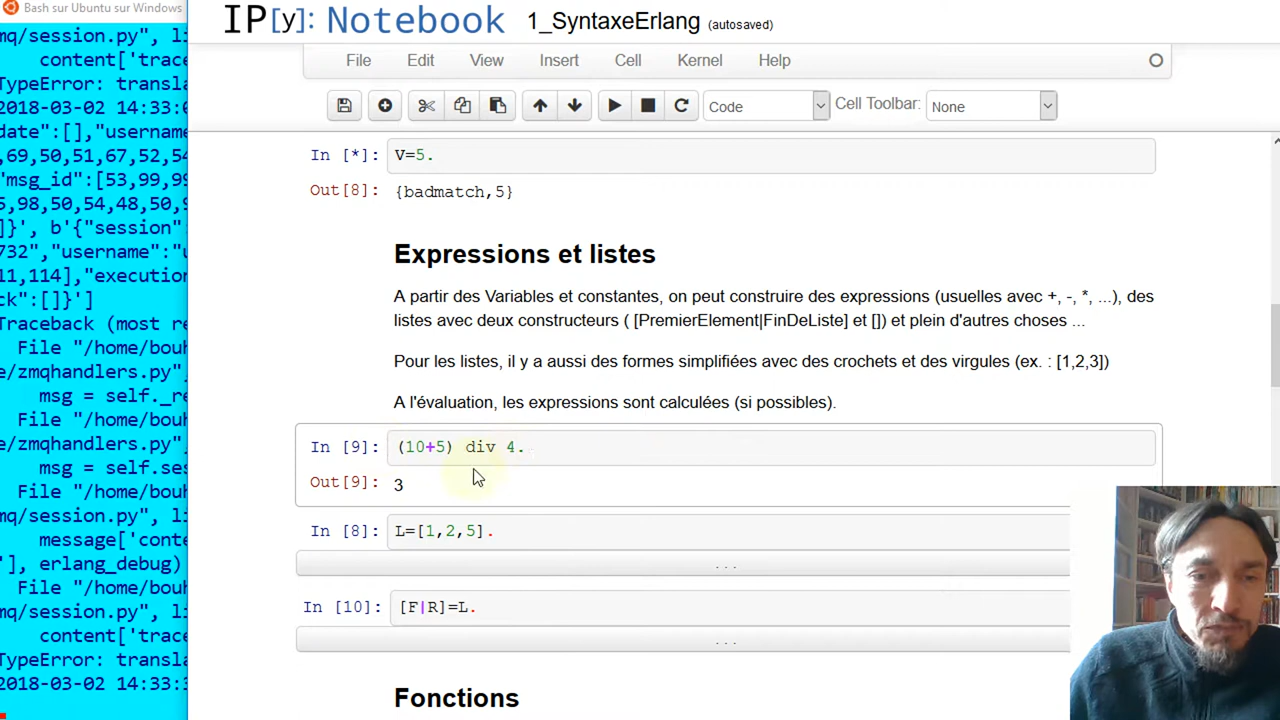 Bash sur Ubuntu sur Windows
mq/session.py", li
content['trace
TypeError: transla
2018-03-02 14:33:0
date":[],"username
,69,50,51,67,52,54
"msg_id":[53,99,99
5,98,50,54,48,50,9
]}', b'{"session":
732","username":"u
11,114],"execution
ck":[]}']
Traceback (most re
File "/home/bouh
e/zmqhandlers.py",
msg = self._re
File "/home/bouh
e/zmqhandlers.py",
msg = self.ses
File "/home/bouh
mq/session.py", li
message['conte
'], erlang_debug)
File "/home/bouh
mq/session.py", li
content['trace
TypeError: transla
2018-03-02 14:33:3
IP[y]: Notebook 1_SyntaxeErlang (autosaved)
File Edit View Insert Cell Kernel Help
Code Cell Toolbar: None
In [*]: V=5.
Out[8]: {badmatch,5}
Expressions et listes
A partir des Variables et constantes, on peut construire des expressions (usuelles avec +, -, *, ...), des
listes avec deux constructeurs ( [PremierElement|FinDeListe] et []) et plein d'autres choses ...
Pour les listes, il y a aussi des formes simplifiées avec des crochets et des virgules (ex. : [1,2,3])
A l'évaluation, les expressions sont calculées (si possibles).
In [9]: (10+5) div 4.
Out[9]: 3
In [8]: L=[1,2,5].
...
In [10]: [F|R]=L.
...
Fonctions